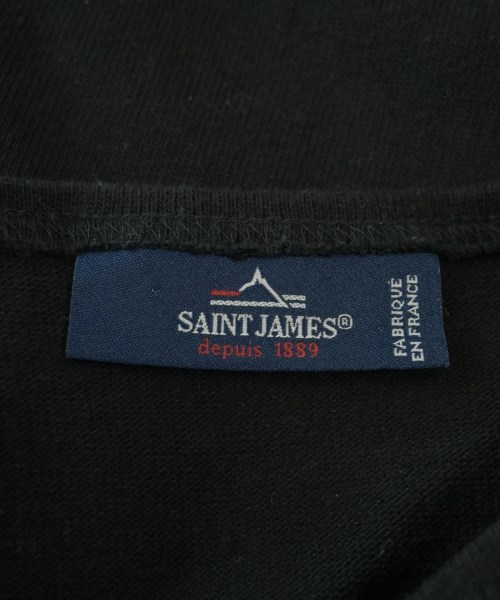 SAINT JAMES®
depuis 1889
FABRIQUÉ
EN FRANCE